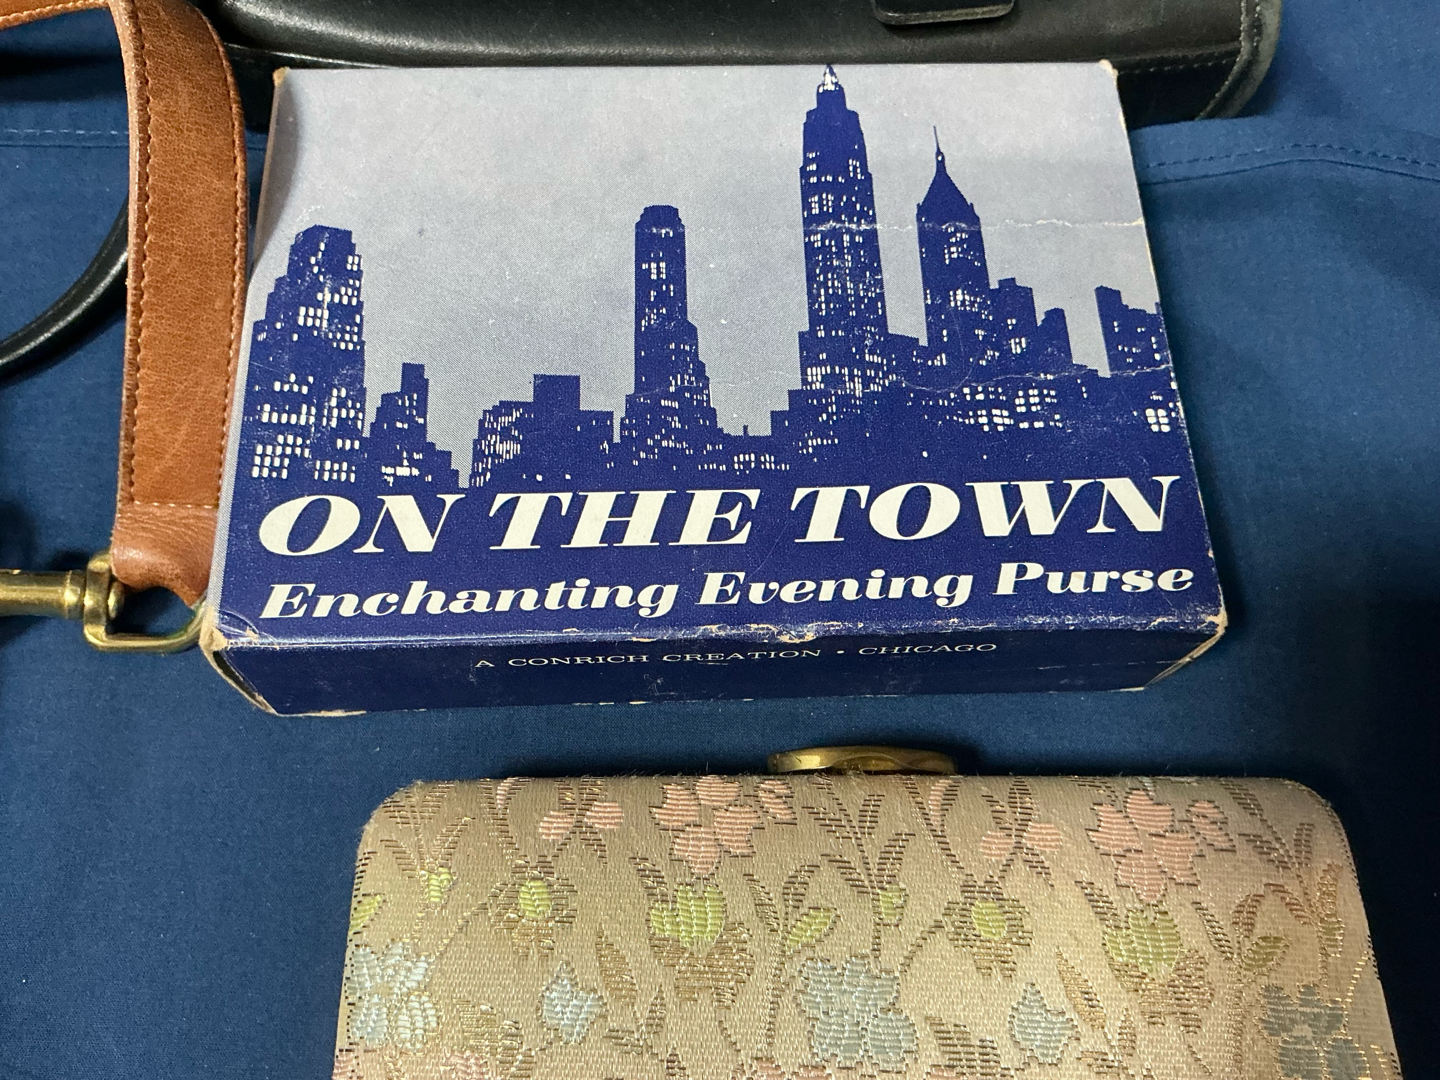 ON THE TOWN
Enchanting Evening Purse
A CONRICH CREATION • CHICAGO